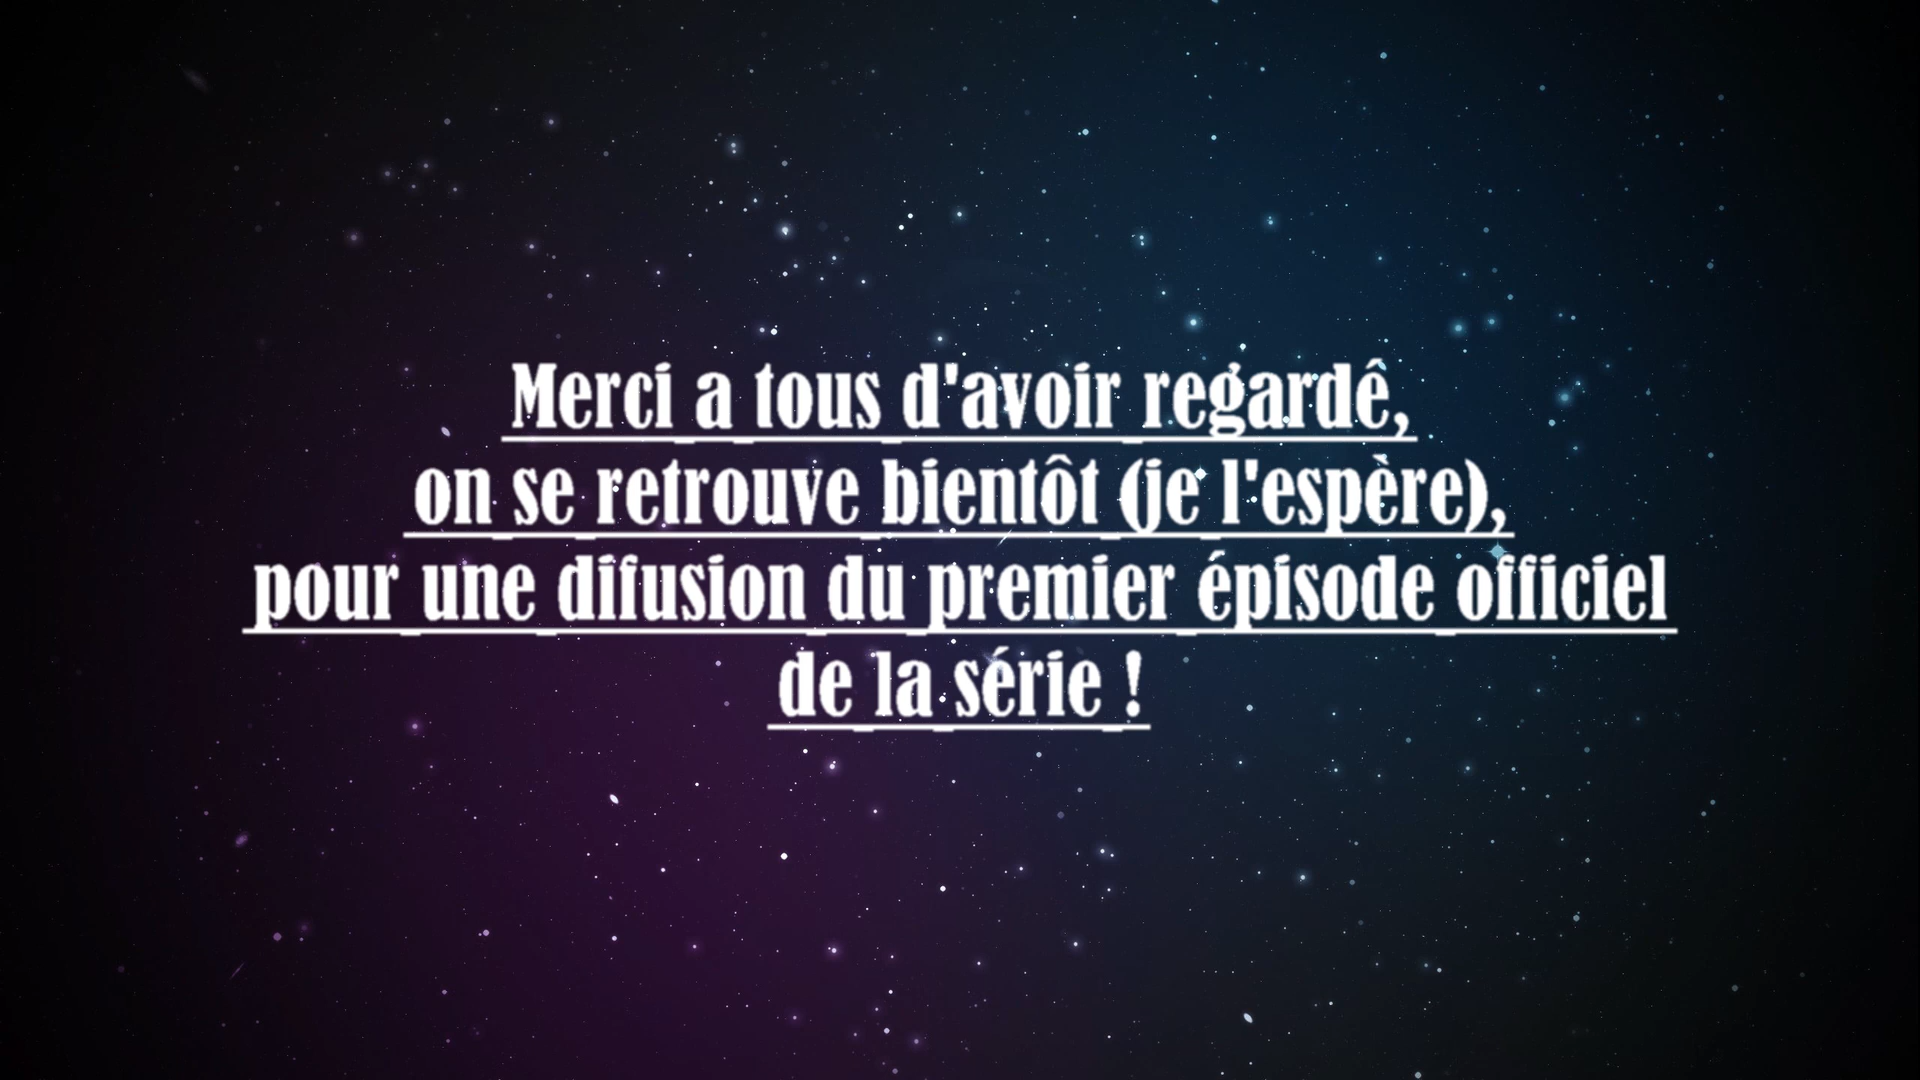 Merci a tous d'avoir regardê,
on se retrouve bientôt (je l'espère),
pour une difusion du premier épisode officiel
de la série !